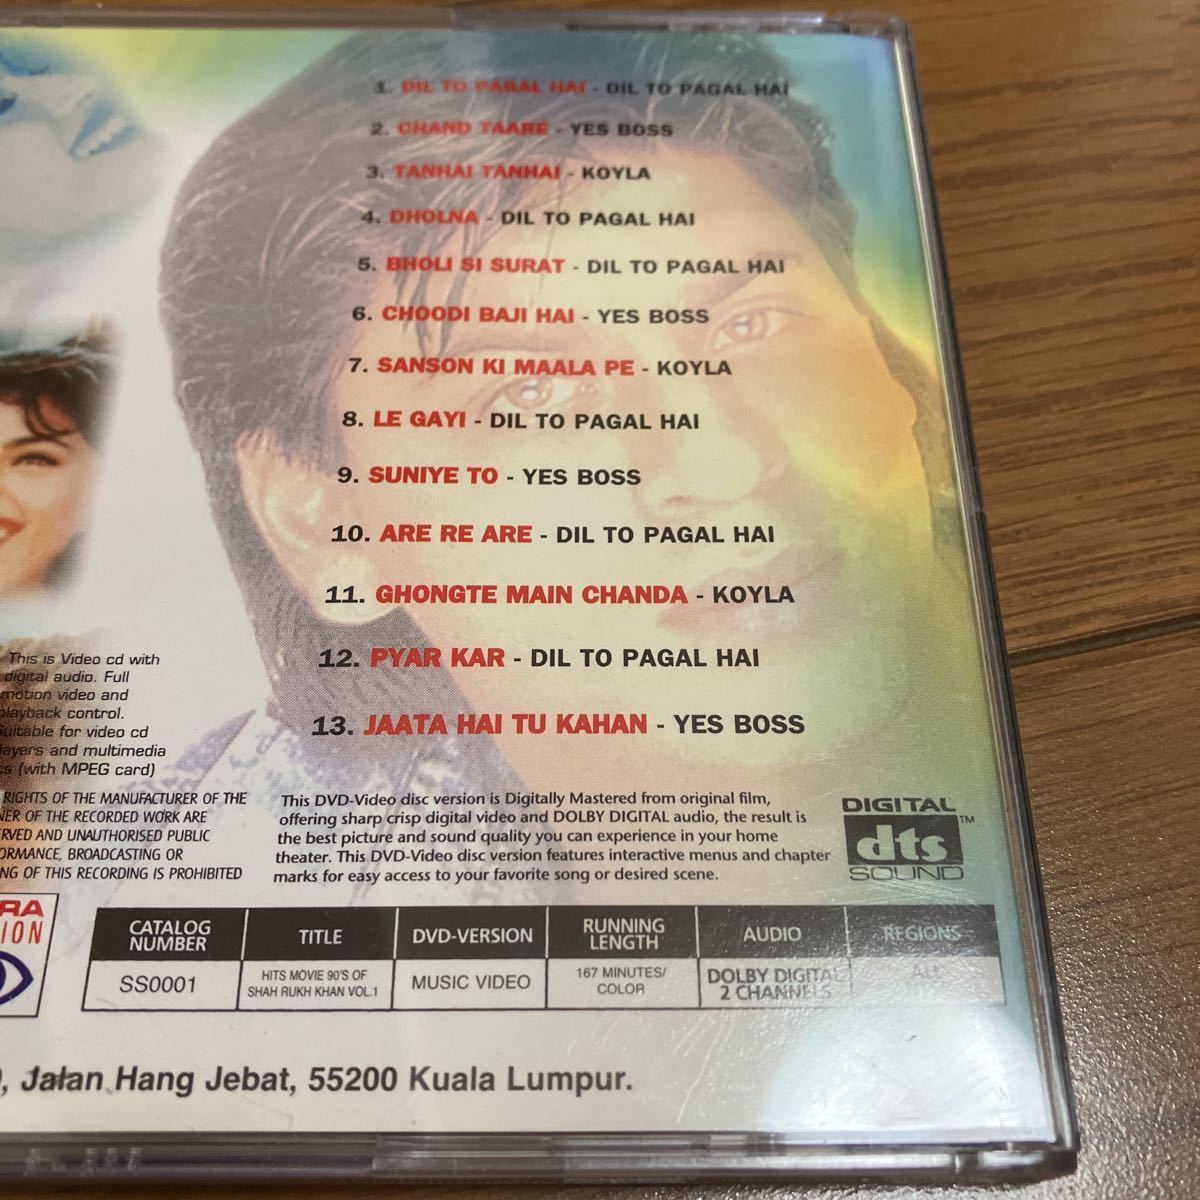 1. DIL TO PAGAL HAI - DIL TO PAGAL HAI
2. CHAND TAARE - YES BOSS
3. TANHAI TANHAI - KOYLA
4. DHOLNA - DIL TO PAGAL HAI
5. BHOLI SI SURAT - DIL TO PAGAL HAI
6. CHOODI BAJI HAI - YES BOSS
7. SANSON KI MAALA PE - KOYLA
8. LE GAYI - DIL TO PAGAL HAI
9. SUNIYE TO - YES BOSS
10. ARE RE ARE - DIL TO PAGAL HAI
11. GHONGTE MAIN CHANDA - KOYLA
12. PYAR KAR - DIL TO PAGAL HAI
13. JAATA HAI TU KAHAN - YES BOSS
This is Video cd with
digital audio. Full
motion video and
playback control.
Suitable for video cd
layers and multimedia
cs (with MPEG card)
RIGHTS OF THE MANUFACTURER OF THE
NER OF THE RECORDED WORK ARE
RVED AND UNAUTHORISED PUBLIC
ORMANCE, BROADCASTING OR
NG OF THIS RECORDING IS PROHIBITED
This DVD-Video disc version is Digitally Mastered from original film,
offering sharp crisp digital video and DOLBY DIGITAL audio, the result is
the best picture and sound quality you can experience in your home
theater. This DVD-Video disc version features interactive menus and chapter
marks for easy access to your favorite song or desired scene.
DIGITAL
dts TM
SOUND
RA
ION
CATALOG NUMBER TITLE DVD-VERSION RUNNING LENGTH AUDIO REGIONS
SS0001 HITS MOVIE 90'S OF SHAH RUKH KHAN VOL.1 MUSIC VIDEO 167 MINUTES/ COLOR DOLBY DIGITAL 2 CHANNELS ALL
, Jalan Hang Jebat, 55200 Kuala Lumpur.